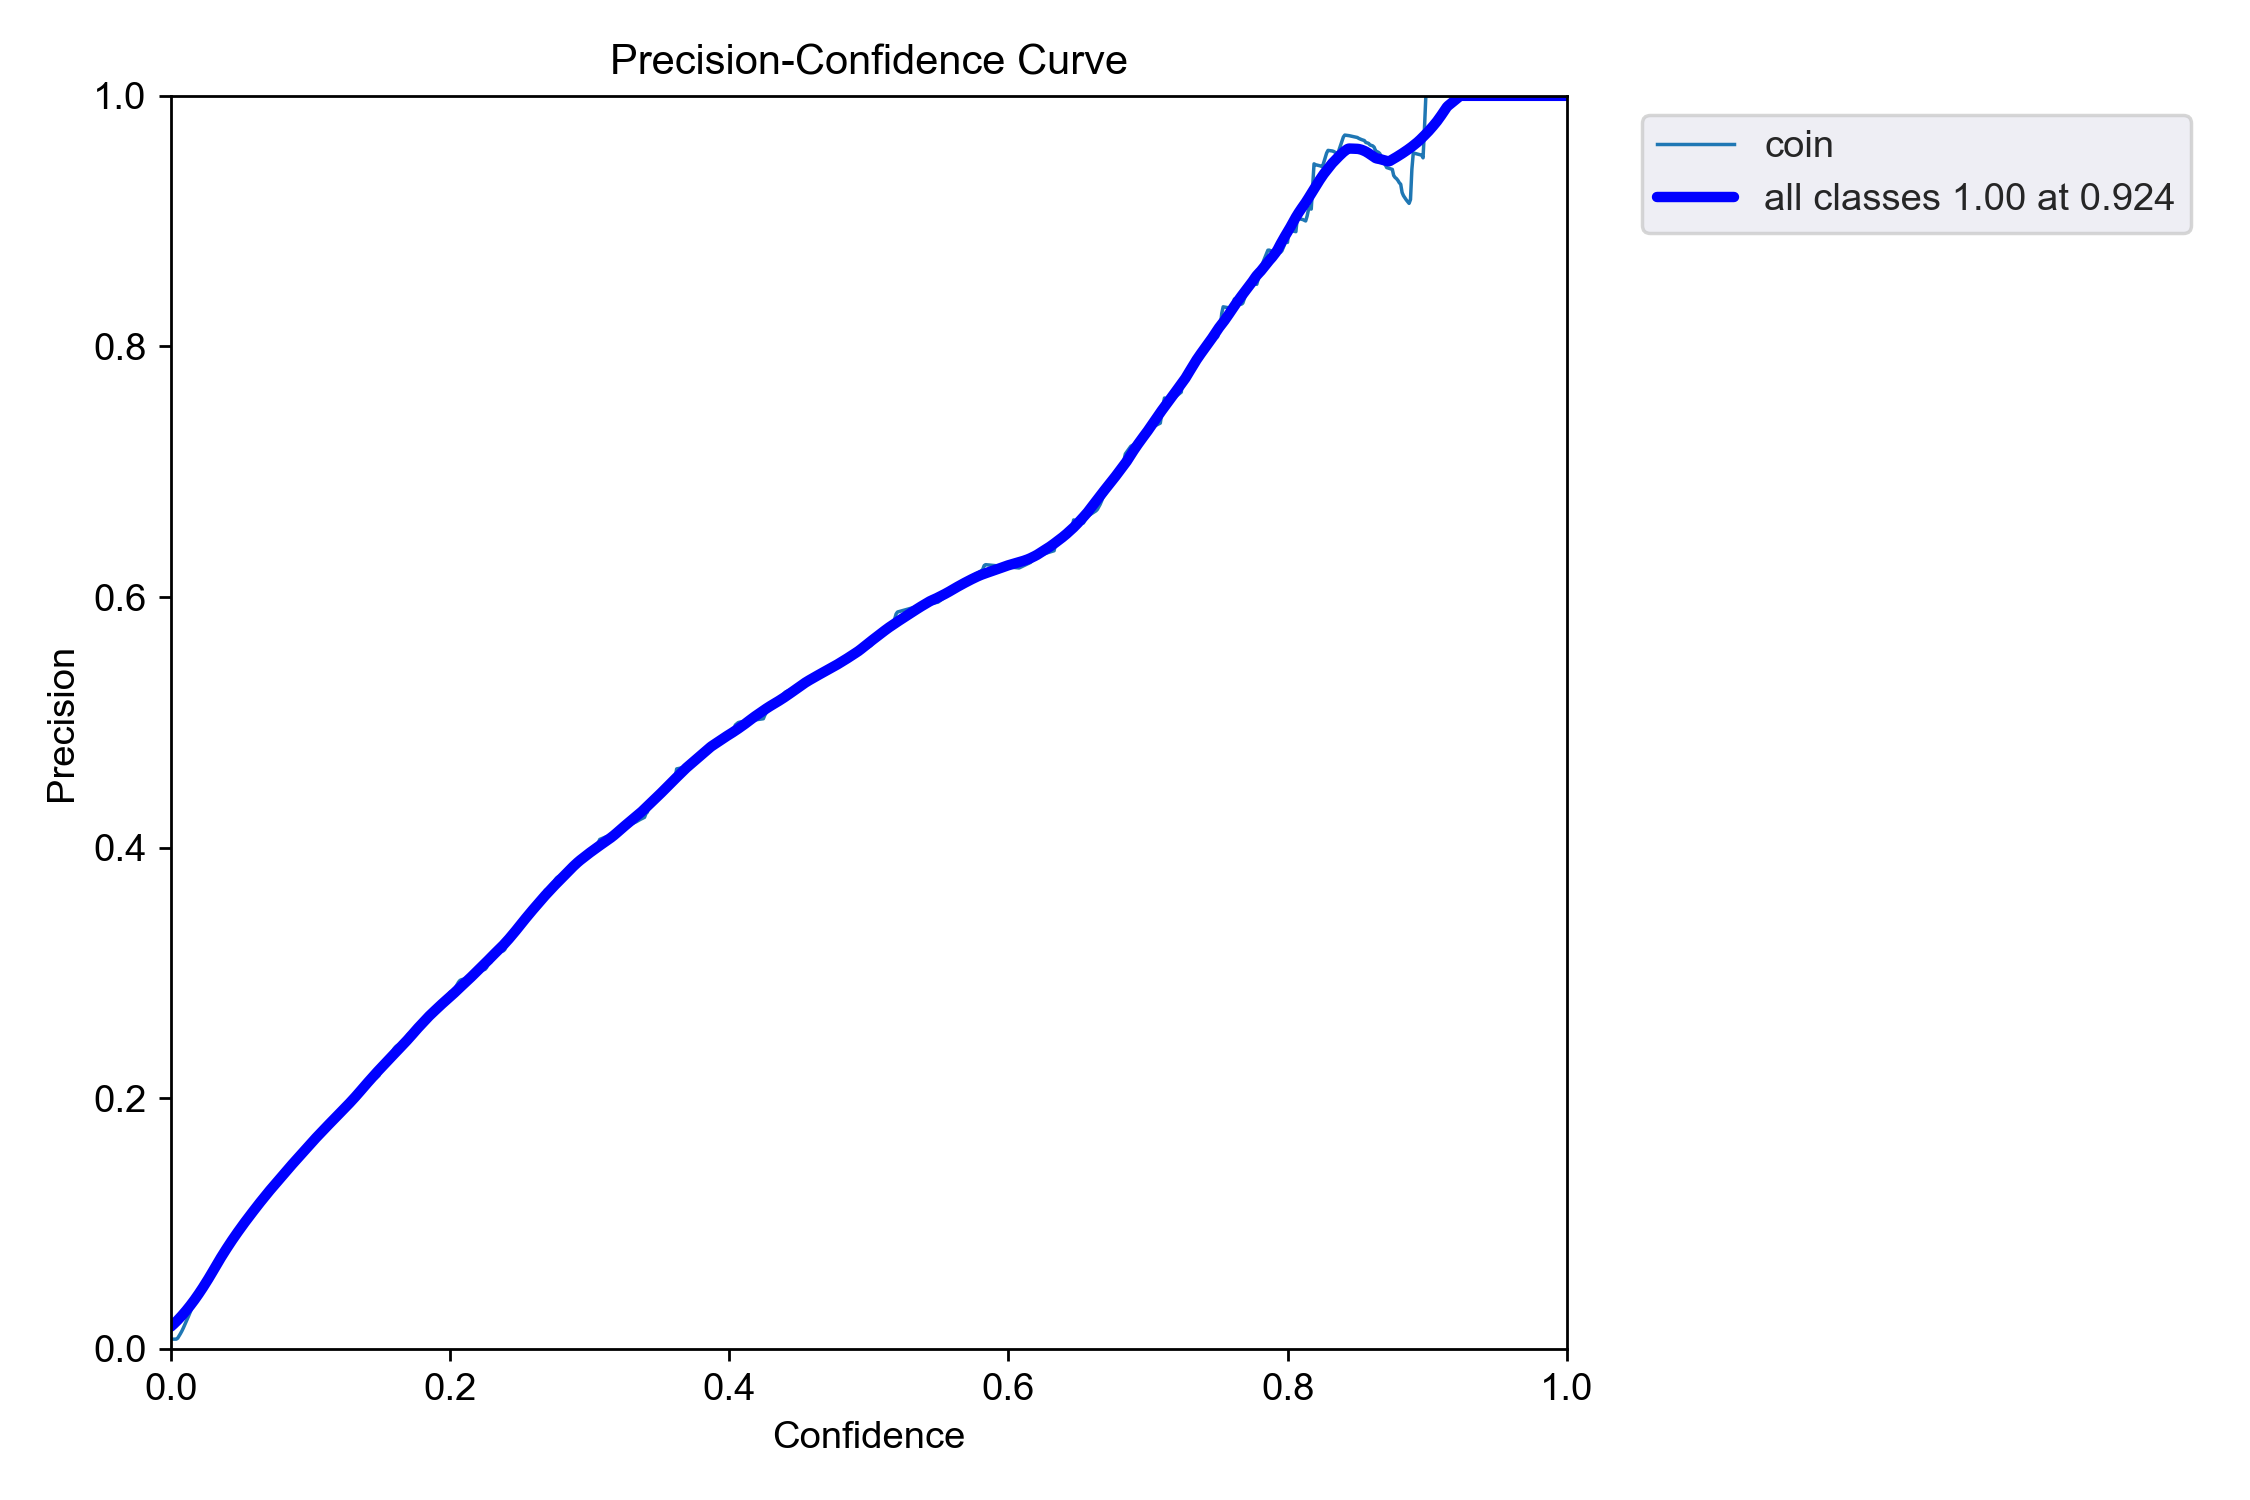 Precision-Confidence Curve
1.0
0.8
0.6
0.4
0.2
0.0
Precision
0.0 0.2 0.4 0.6 0.8 1.0
Confidence
coin
all classes 1.00 at 0.924